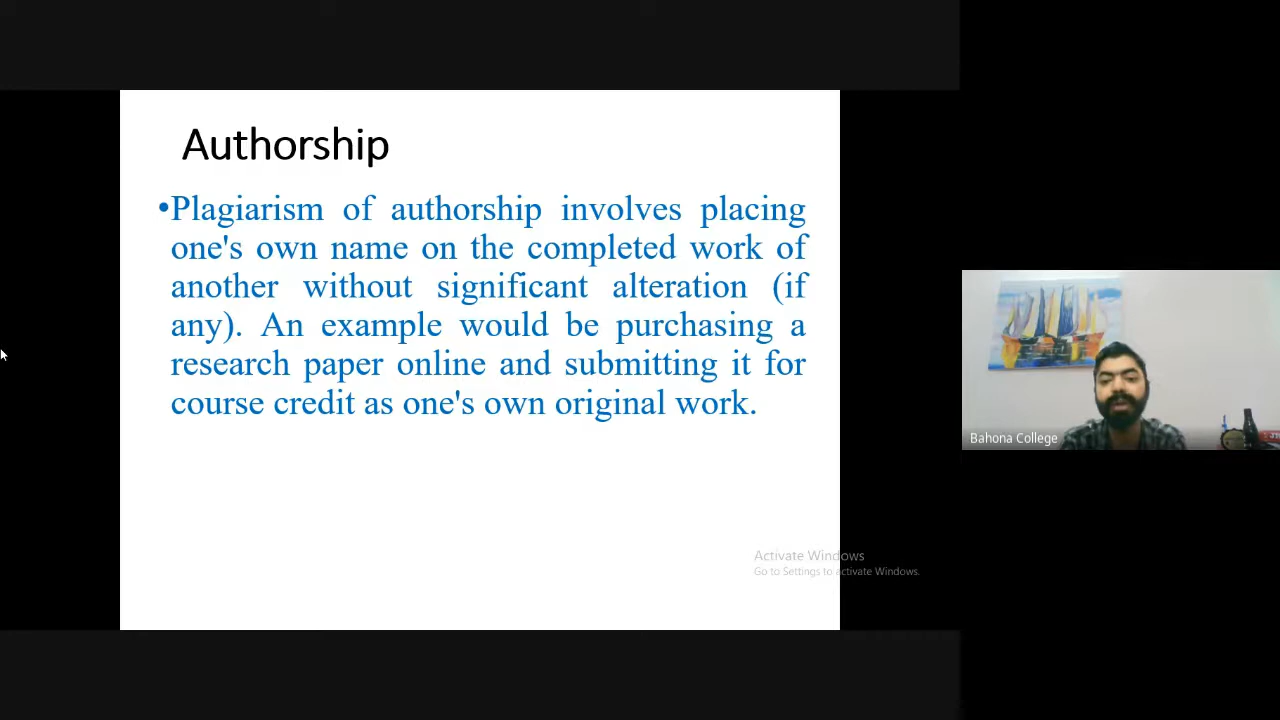 Authorship
•Plagiarism of authorship involves placing
one's own name on the completed work of
another without significant alteration (if
any). An example would be purchasing a
research paper online and submitting it for
course credit as one's own original work.
Bahona College
Activate Windows
Go to Settings to activate Windows.